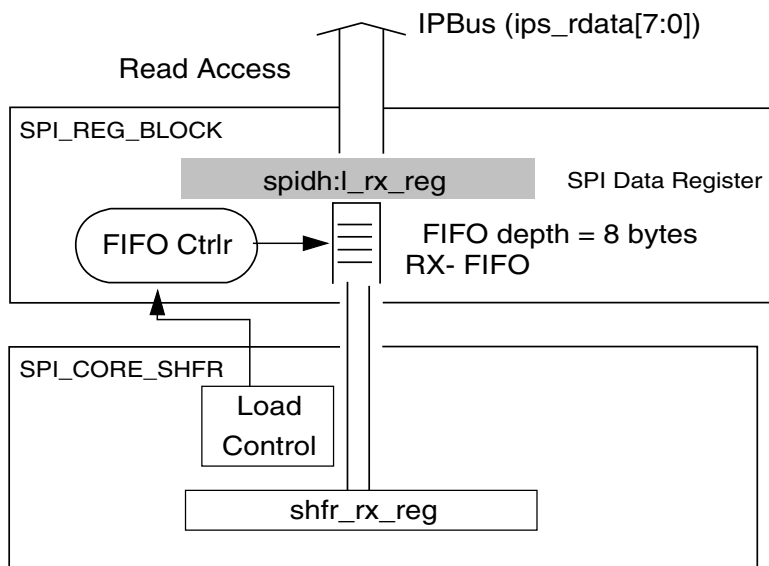 IPBus (ips_rdata[7:0])
Read Access
SPI_REG_BLOCK
spidh:l_rx_reg
SPI Data Register
FIFO Ctrlr
FIFO depth = 8 bytes
RX- FIFO
SPI_CORE_SHFR
Load
Control
shfr_rx_reg